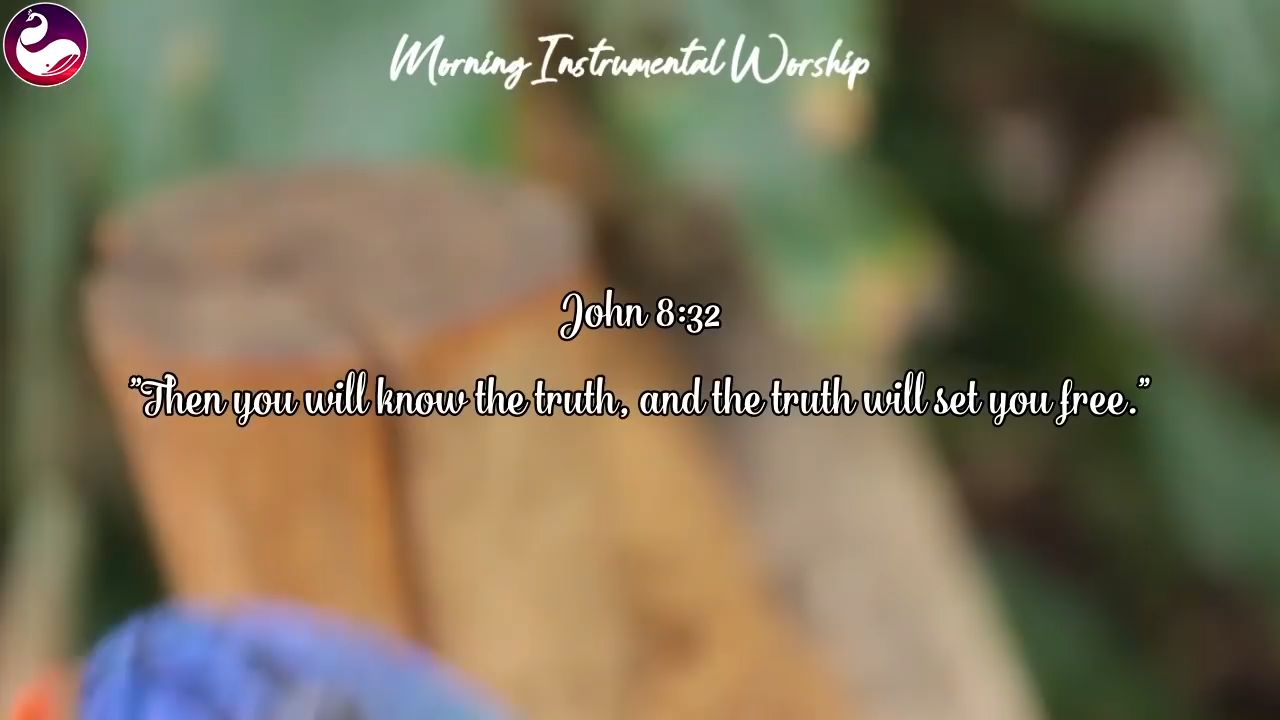 Morning Instrumental Worship
John 8:32
"Then you will know the truth, and the truth will set you free."